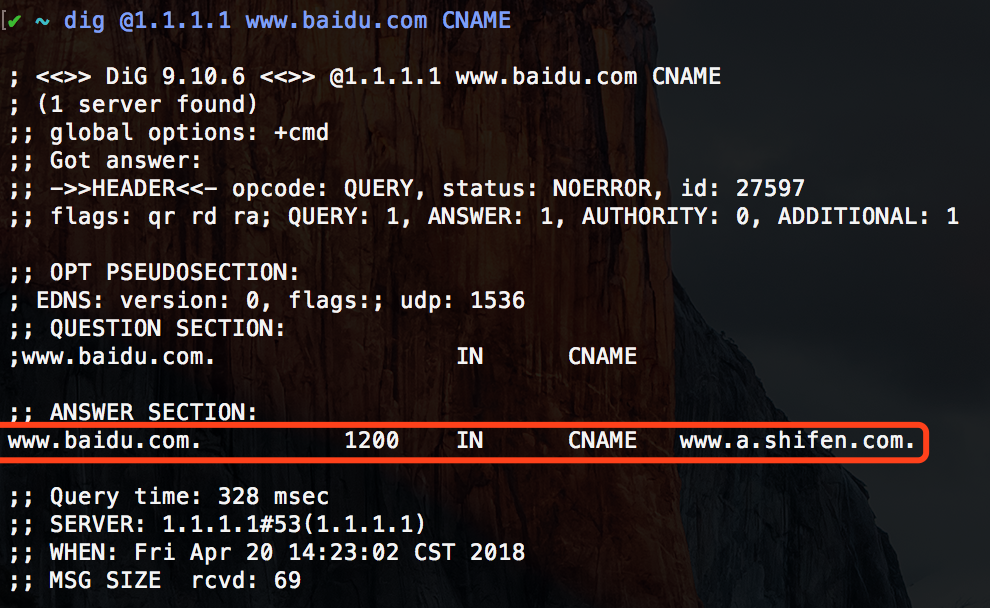 [✔ ~ dig @1.1.1.1 www.baidu.com CNAME
; <<>> DiG 9.10.6 <<>> @1.1.1.1 www.baidu.com CNAME
; (1 server found)
;; global options: +cmd
;; Got answer:
;; ->>HEADER<<- opcode: QUERY, status: NOERROR, id: 27597
;; flags: qr rd ra; QUERY: 1, ANSWER: 1, AUTHORITY: 0, ADDITIONAL: 1
;; OPT PSEUDOSECTION:
; EDNS: version: 0, flags:; udp: 1536
;; QUESTION SECTION:
;www.baidu.com. IN CNAME
;; ANSWER SECTION:
www.baidu.com. 1200 IN CNAME www.a.shifen.com.
;; Query time: 328 msec
;; SERVER: 1.1.1.1#53(1.1.1.1)
;; WHEN: Fri Apr 20 14:23:02 CST 2018
;; MSG SIZE rcvd: 69